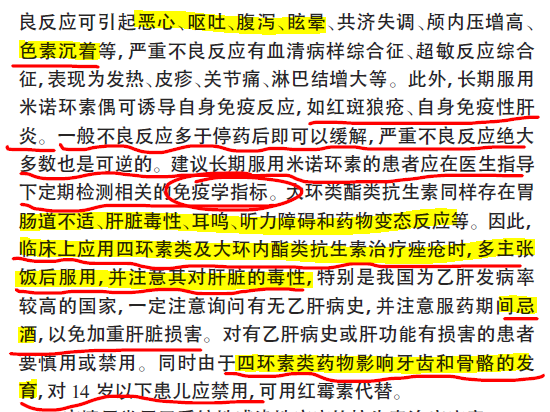 良反应可引起恶心、呕吐、腹泻、眩晕、共济失调、颅内压增高、
色素沉着等,严重不良反应有血清病样综合征、超敏反应综合
征,表现为发热、皮疹、关节痛、淋巴结增大等。此外,长期服用
米诺环素偶可诱导自身免疫反应,如红斑狼疮、自身免疫性肝
炎。一般不良反应多于停药后即可以缓解,严重不良反应绝大
多数也是可逆的。建议长期服用米诺环素的患者应在医生指导
下定期检测相关的免疫学指标。大环类酯类抗生素同样存在胃
肠道不适、肝脏毒性、耳鸣、听力障碍和药物变态反应等。因此,
临床上应用四环素类及大环内酯类抗生素治疗痤疮时,多主张
饭后服用,并注意其对肝脏的毒性,特别是我国为乙肝发病率
较高的国家,一定注意询问有无乙肝病史,并注意服药期间忌
酒,以免加重肝脏损害。对有乙肝病史或肝功能有损害的患者
要慎用或禁用。同时由于四环素类药物影响牙齿和骨骼的发
育,对 14 岁以下患儿应禁用,可用红霉素代替。